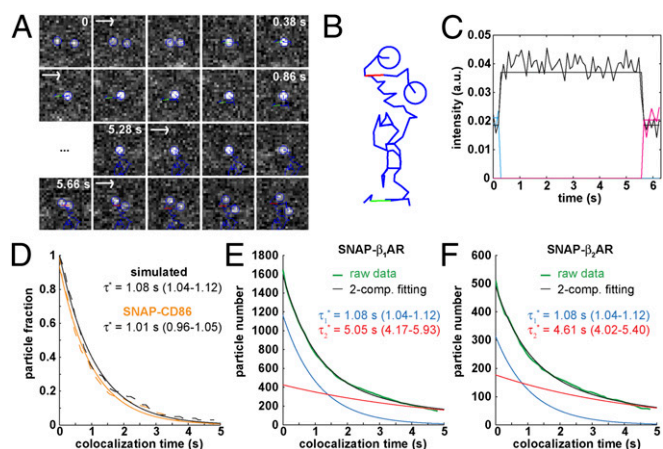 A
0
0.38 s
0.86 s
...
5.28 s
5.66 s
B
C
intensity (a.u.)
0.05
0.04
0.03
0.02
0.01
0
0 1 2 3 4 5 6
time (s)
D
particle fraction
1
0.8
0.6
0.4
0.2
0
simulated
τ* = 1.08 s (1.04-1.12)
SNAP-CD86
τ* = 1.01 s (0.96-1.05)
0 1 2 3 4 5
colocalization time (s)
E
SNAP-β₁AR
particle number
1800
1600
1400
1200
1000
800
600
400
200
0
raw data
2-comp. fitting
τ₁* = 1.08 s (1.04-1.12)
τ₂* = 5.05 s (4.17-5.93)
0 1 2 3 4 5
colocalization time (s)
F
SNAP-β₂AR
particle number
600
500
400
300
200
100
0
raw data
2-comp. fitting
τ₁* = 1.08 s (1.04-1.12)
τ₂* = 4.61 s (4.02-5.40)
0 1 2 3 4 5
colocalization time (s)